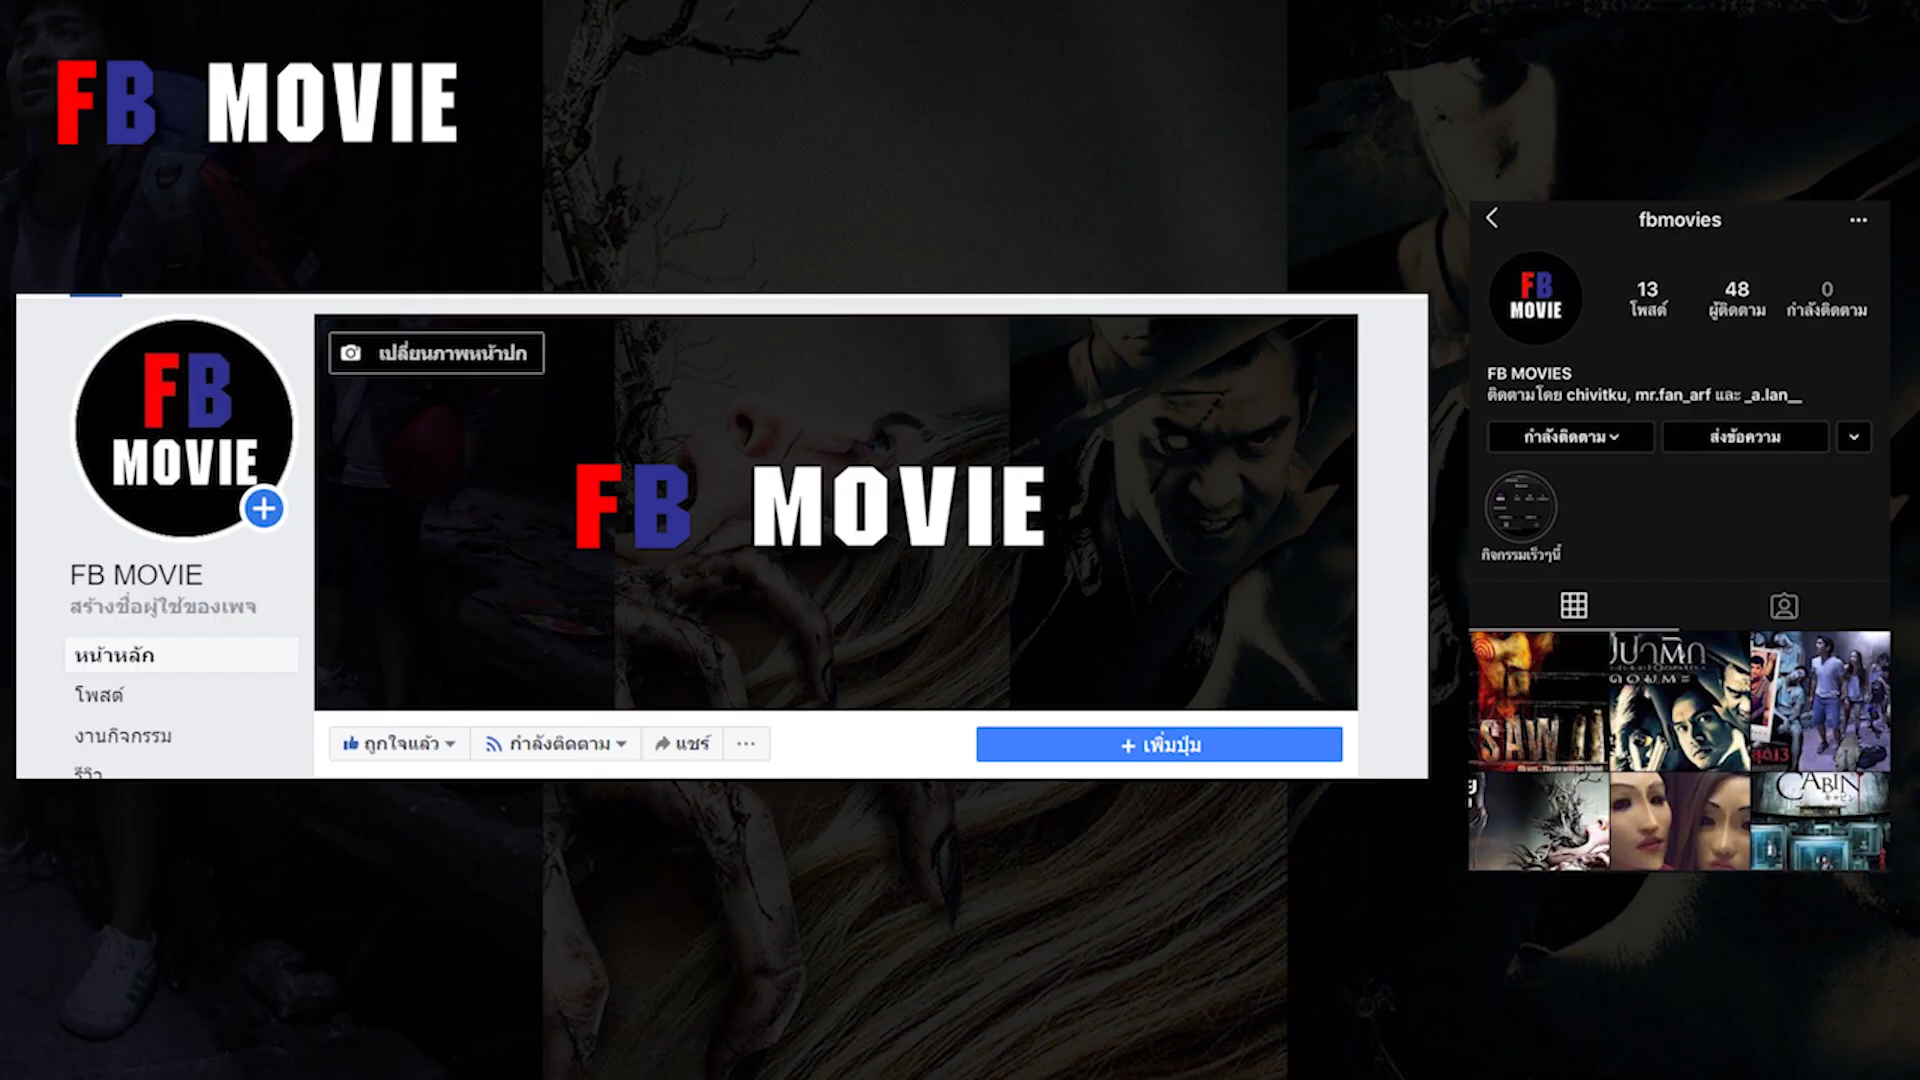 FB MOVIE
เปลี่ยนภาพหน้าปก
FB MOVIE
FB MOVIE
FB MOVIE
สร้างชื่อผู้ใช้ของเพจ
หน้าหลัก
โพสต์
งานกิจกรรม
รีวิว
ถูกใจแล้ว
กำลังติดตาม
แชร์
+ เพิ่มปุ่ม
fbmovies
FB MOVIE
13 48 0
โพสต์ ผู้ติดตาม กำลังติดตาม
FB MOVIES
ติดตามโดย chivitku, mr.fan_arf และ _a.lan__
กำลังติดตาม
ส่งข้อความ
กิจกรรมเร็วๆนี้
SAW II
CABIN
キャビン